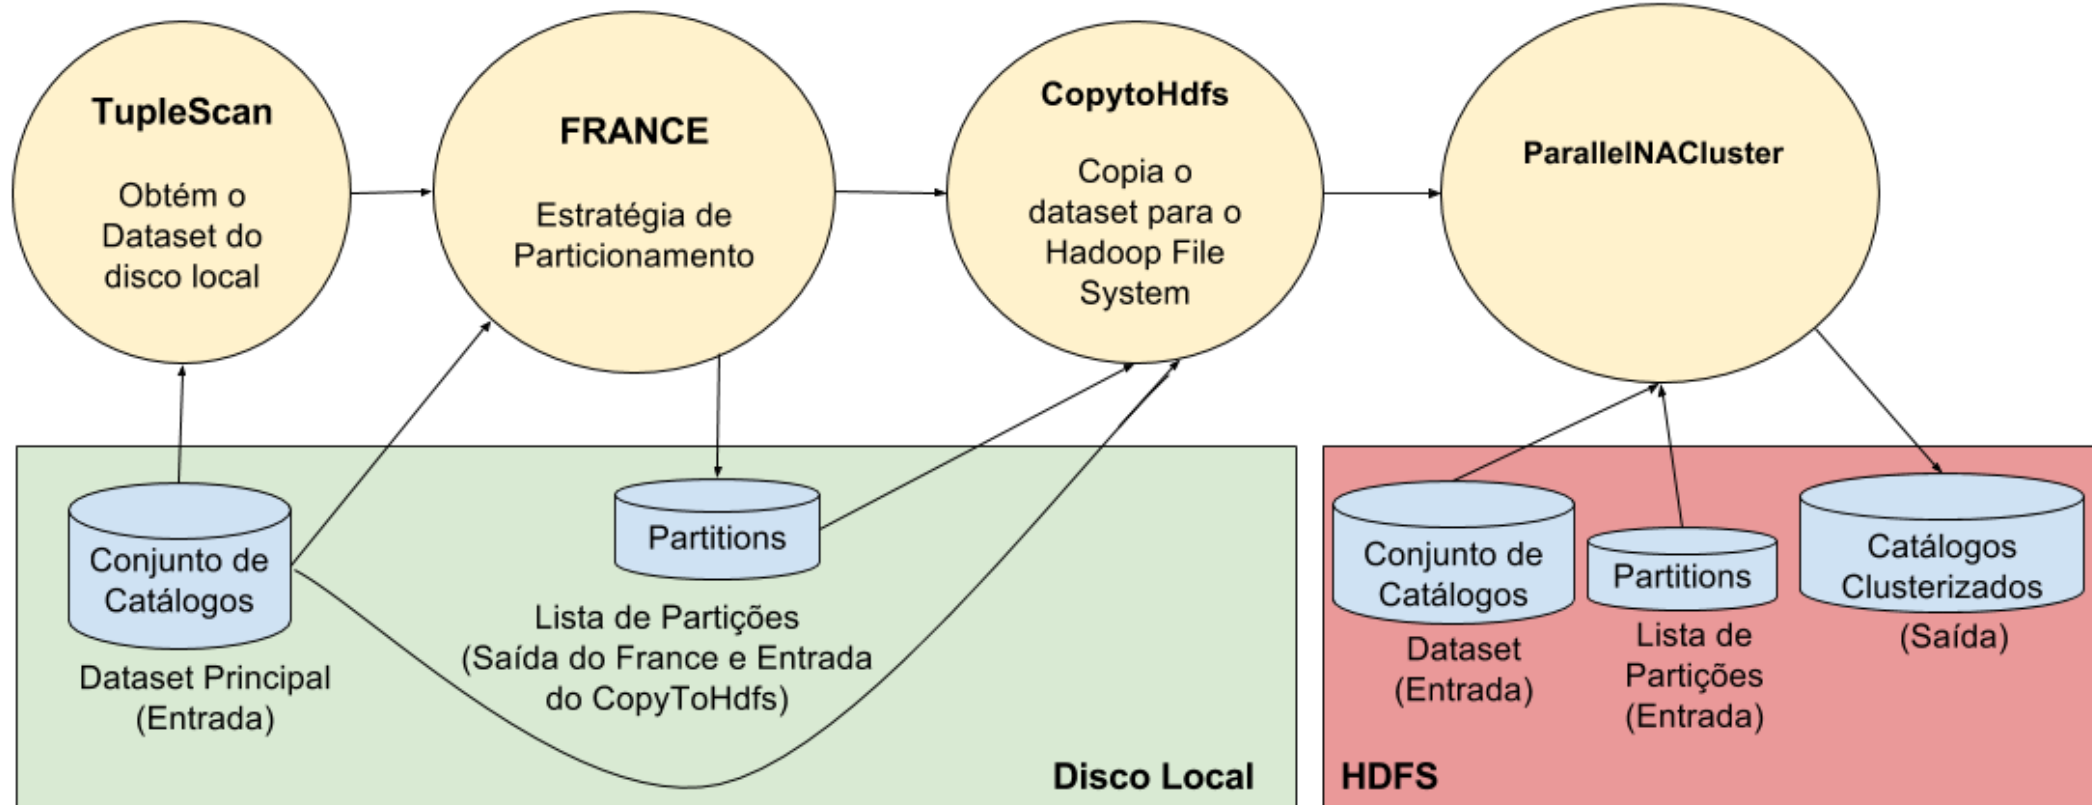 TupleScan
Obtém o
Dataset do
disco local
FRANCE
Estratégia de
Particionamento
CopytoHdfs
Copia o
dataset para o
Hadoop File
System
ParallelNACluster
Conjunto de
Catálogos
Dataset Principal
(Entrada)
Partitions
Lista de Partições
(Saída do France e Entrada
do CopyToHdfs)
Disco Local
Conjunto de
Catálogos
Dataset
(Entrada)
Partitions
Lista de
Partições
(Entrada)
Catálogos
Clusterizados
(Saída)
HDFS